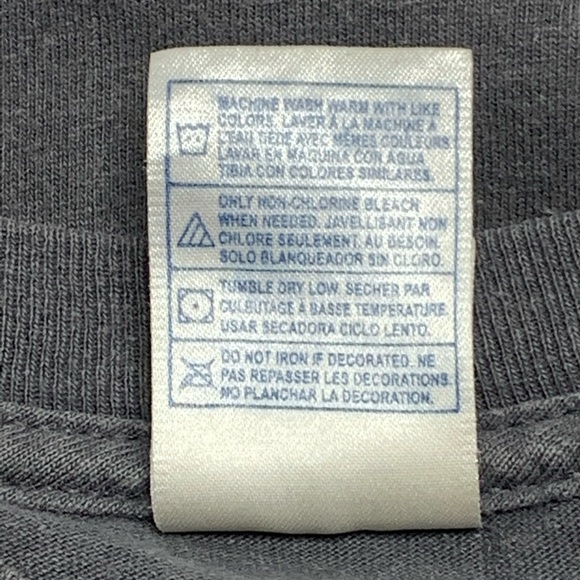 MACHINE WASH WARM WITH LIKE
COLORS. LAVER À LA MACHINE À
L'EAU TIÈDE AVEC MÊMES COULEURS
LAVAR EN MAQUINA CON AGUA
TIBIA CON COLORES SIMILARES.
ONLY NON-CHLORINE BLEACH
WHEN NEEDED. JAVELLISANT NON
CHLORE SEULEMENT, AU BESOIN.
SOLO BLANQUEADOR SIN CLORO.
TUMBLE DRY LOW. SECHER PAR
CULBUTAGE À BASSE TEMPERATURE.
USAR SECADORA CICLO LENTO.
DO NOT IRON IF DECORATED. NE
PAS REPASSER LES DECORATIONS.
NO PLANCHAR LA DECORATION.